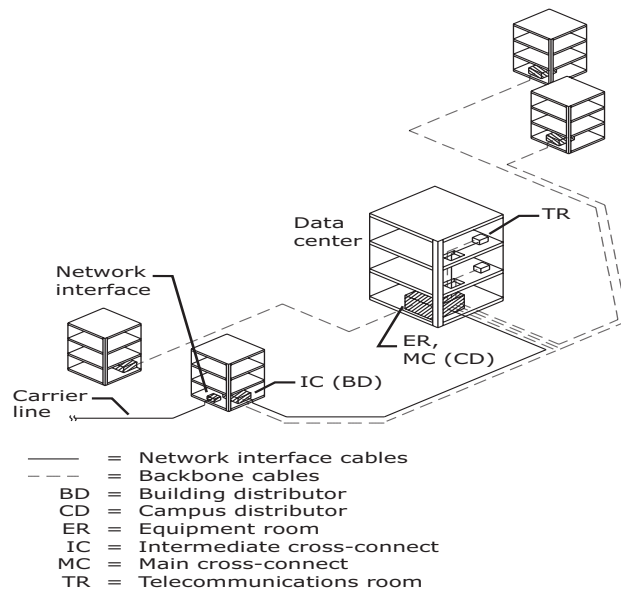 Data
center
TR
Network
interface
ER,
MC (CD)
IC (BD)
Carrier
line
= Network interface cables
= Backbone cables
BD = Building distributor
CD = Campus distributor
ER = Equipment room
IC = Intermediate cross-connect
MC = Main cross-connect
TR = Telecommunications room